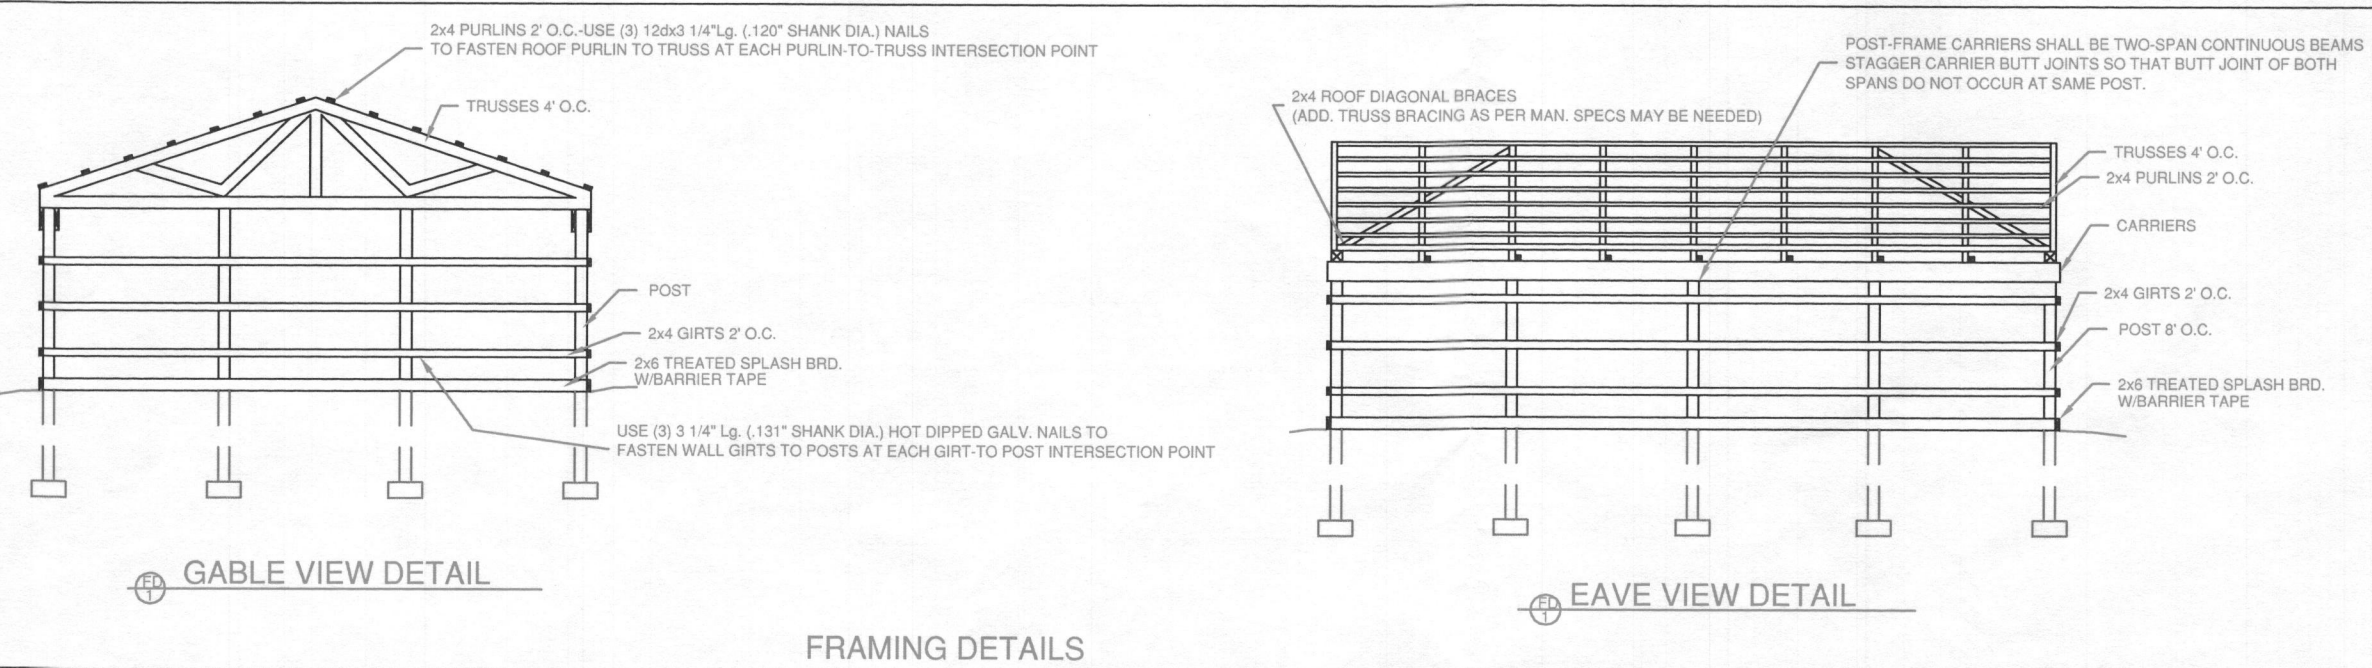 2x4 PURLINS 2' O.C.-USE (3) 12dx3 1/4"Lg. (.120" SHANK DIA.) NAILS
TO FASTEN ROOF PURLIN TO TRUSS AT EACH PURLIN-TO-TRUSS INTERSECTION POINT
TRUSSES 4' O.C.
POST
2x4 GIRTS 2' O.C.
2x6 TREATED SPLASH BRD.
W/BARRIER TAPE
USE (3) 3 1/4" Lg. (.131" SHANK DIA.) HOT DIPPED GALV. NAILS TO
FASTEN WALL GIRTS TO POSTS AT EACH GIRT-TO POST INTERSECTION POINT
FD
1
GABLE VIEW DETAIL
POST-FRAME CARRIERS SHALL BE TWO-SPAN CONTINUOUS BEAMS
STAGGER CARRIER BUTT JOINTS SO THAT BUTT JOINT OF BOTH
SPANS DO NOT OCCUR AT SAME POST.
2x4 ROOF DIAGONAL BRACES
(ADD. TRUSS BRACING AS PER MAN. SPECS MAY BE NEEDED)
TRUSSES 4' O.C.
2x4 PURLINS 2' O.C.
CARRIERS
2x4 GIRTS 2' O.C.
POST 8' O.C.
2x6 TREATED SPLASH BRD.
W/BARRIER TAPE
FD
1
EAVE VIEW DETAIL
FRAMING DETAILS